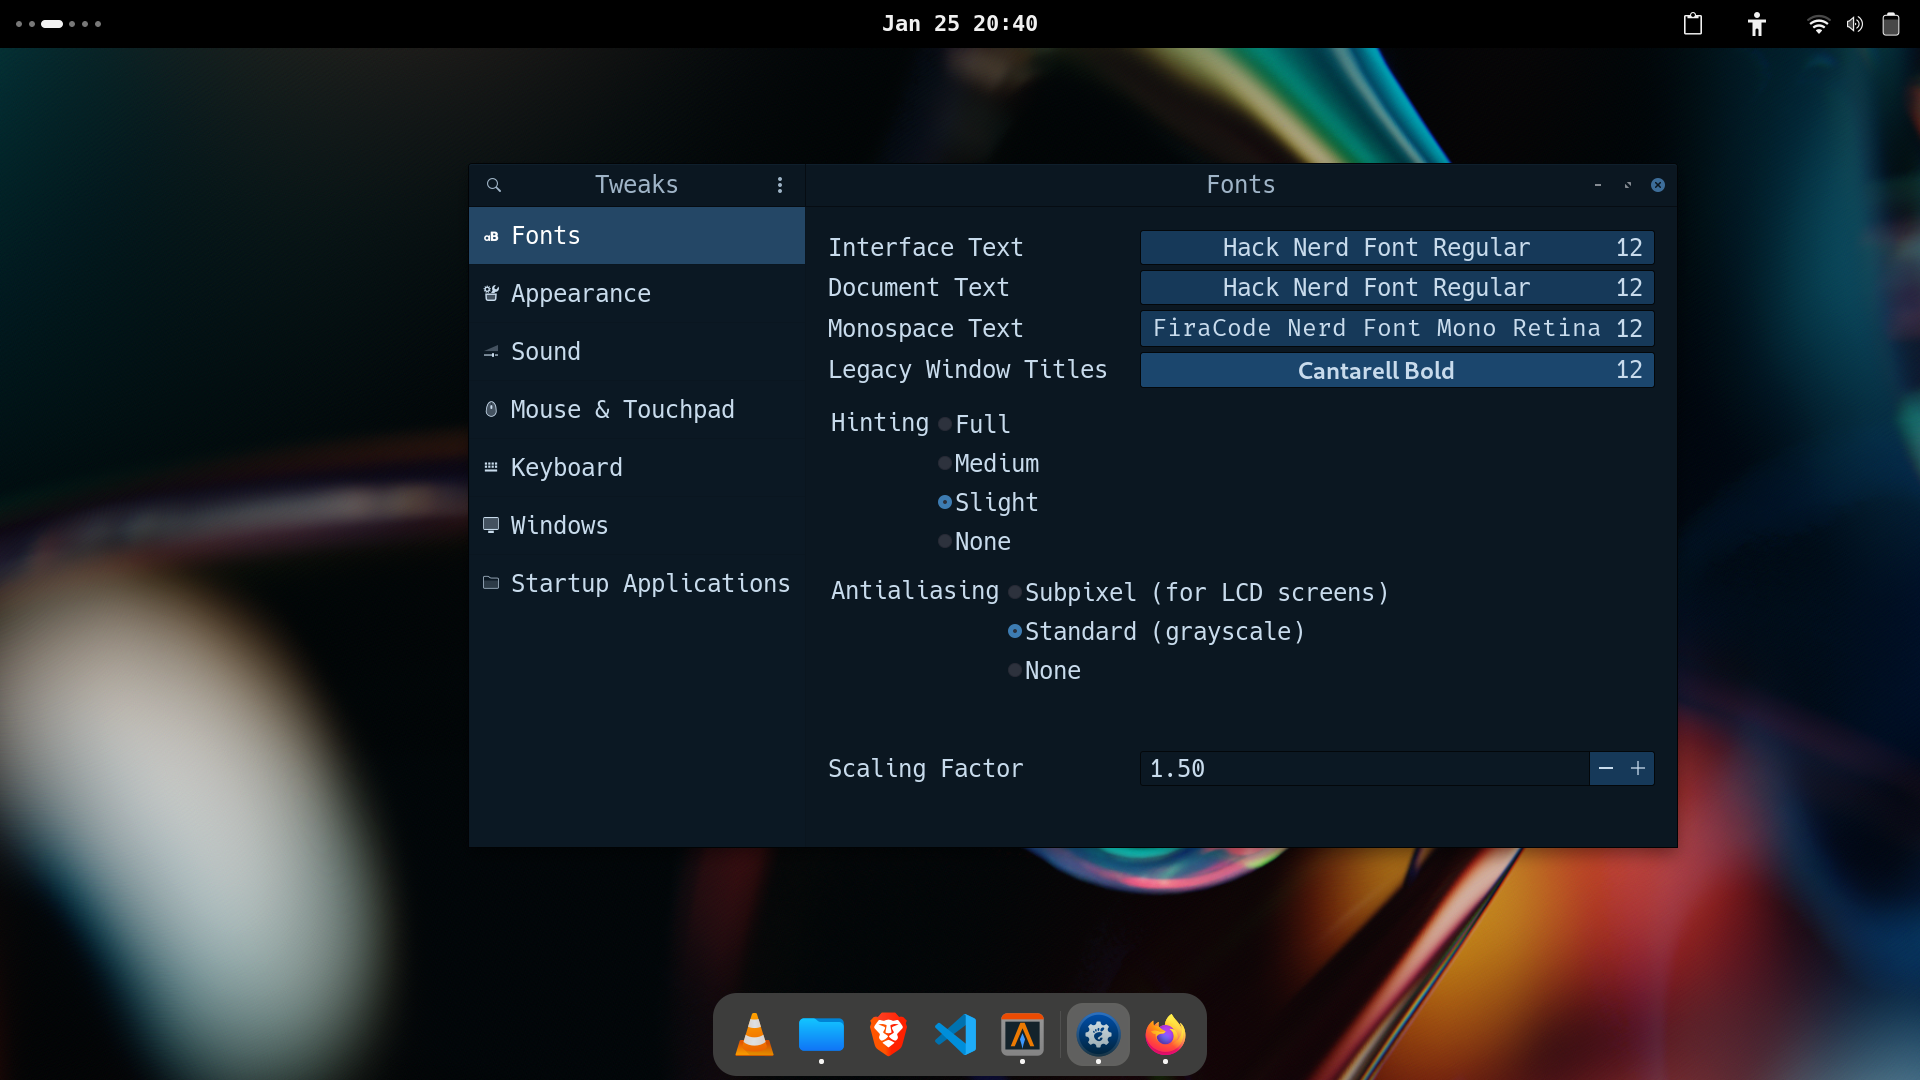 Jan 25 20:40
Tweaks
Fonts
Fonts
Appearance
Sound
Mouse & Touchpad
Keyboard
Windows
Startup Applications
Interface Text Hack Nerd Font Regular 12
Document Text Hack Nerd Font Regular 12
Monospace Text FiraCode Nerd Font Mono Retina 12
Legacy Window Titles Cantarell Bold 12
Hinting Full
Medium
Slight
None
Antialiasing Subpixel (for LCD screens)
Standard (grayscale)
None
Scaling Factor 1.50 − +